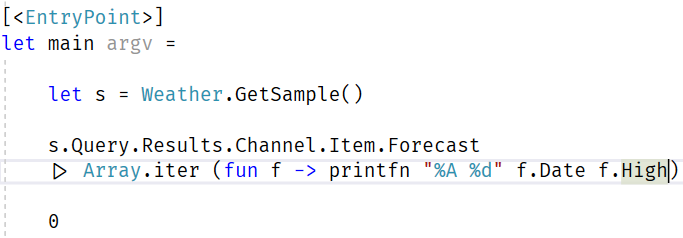 [<EntryPoint>]
let main argv =
let s = Weather.GetSample()
s.Query.Results.Channel.Item.Forecast
|> Array.iter (fun f -> printfn "%A %d" f.Date f.High)
0